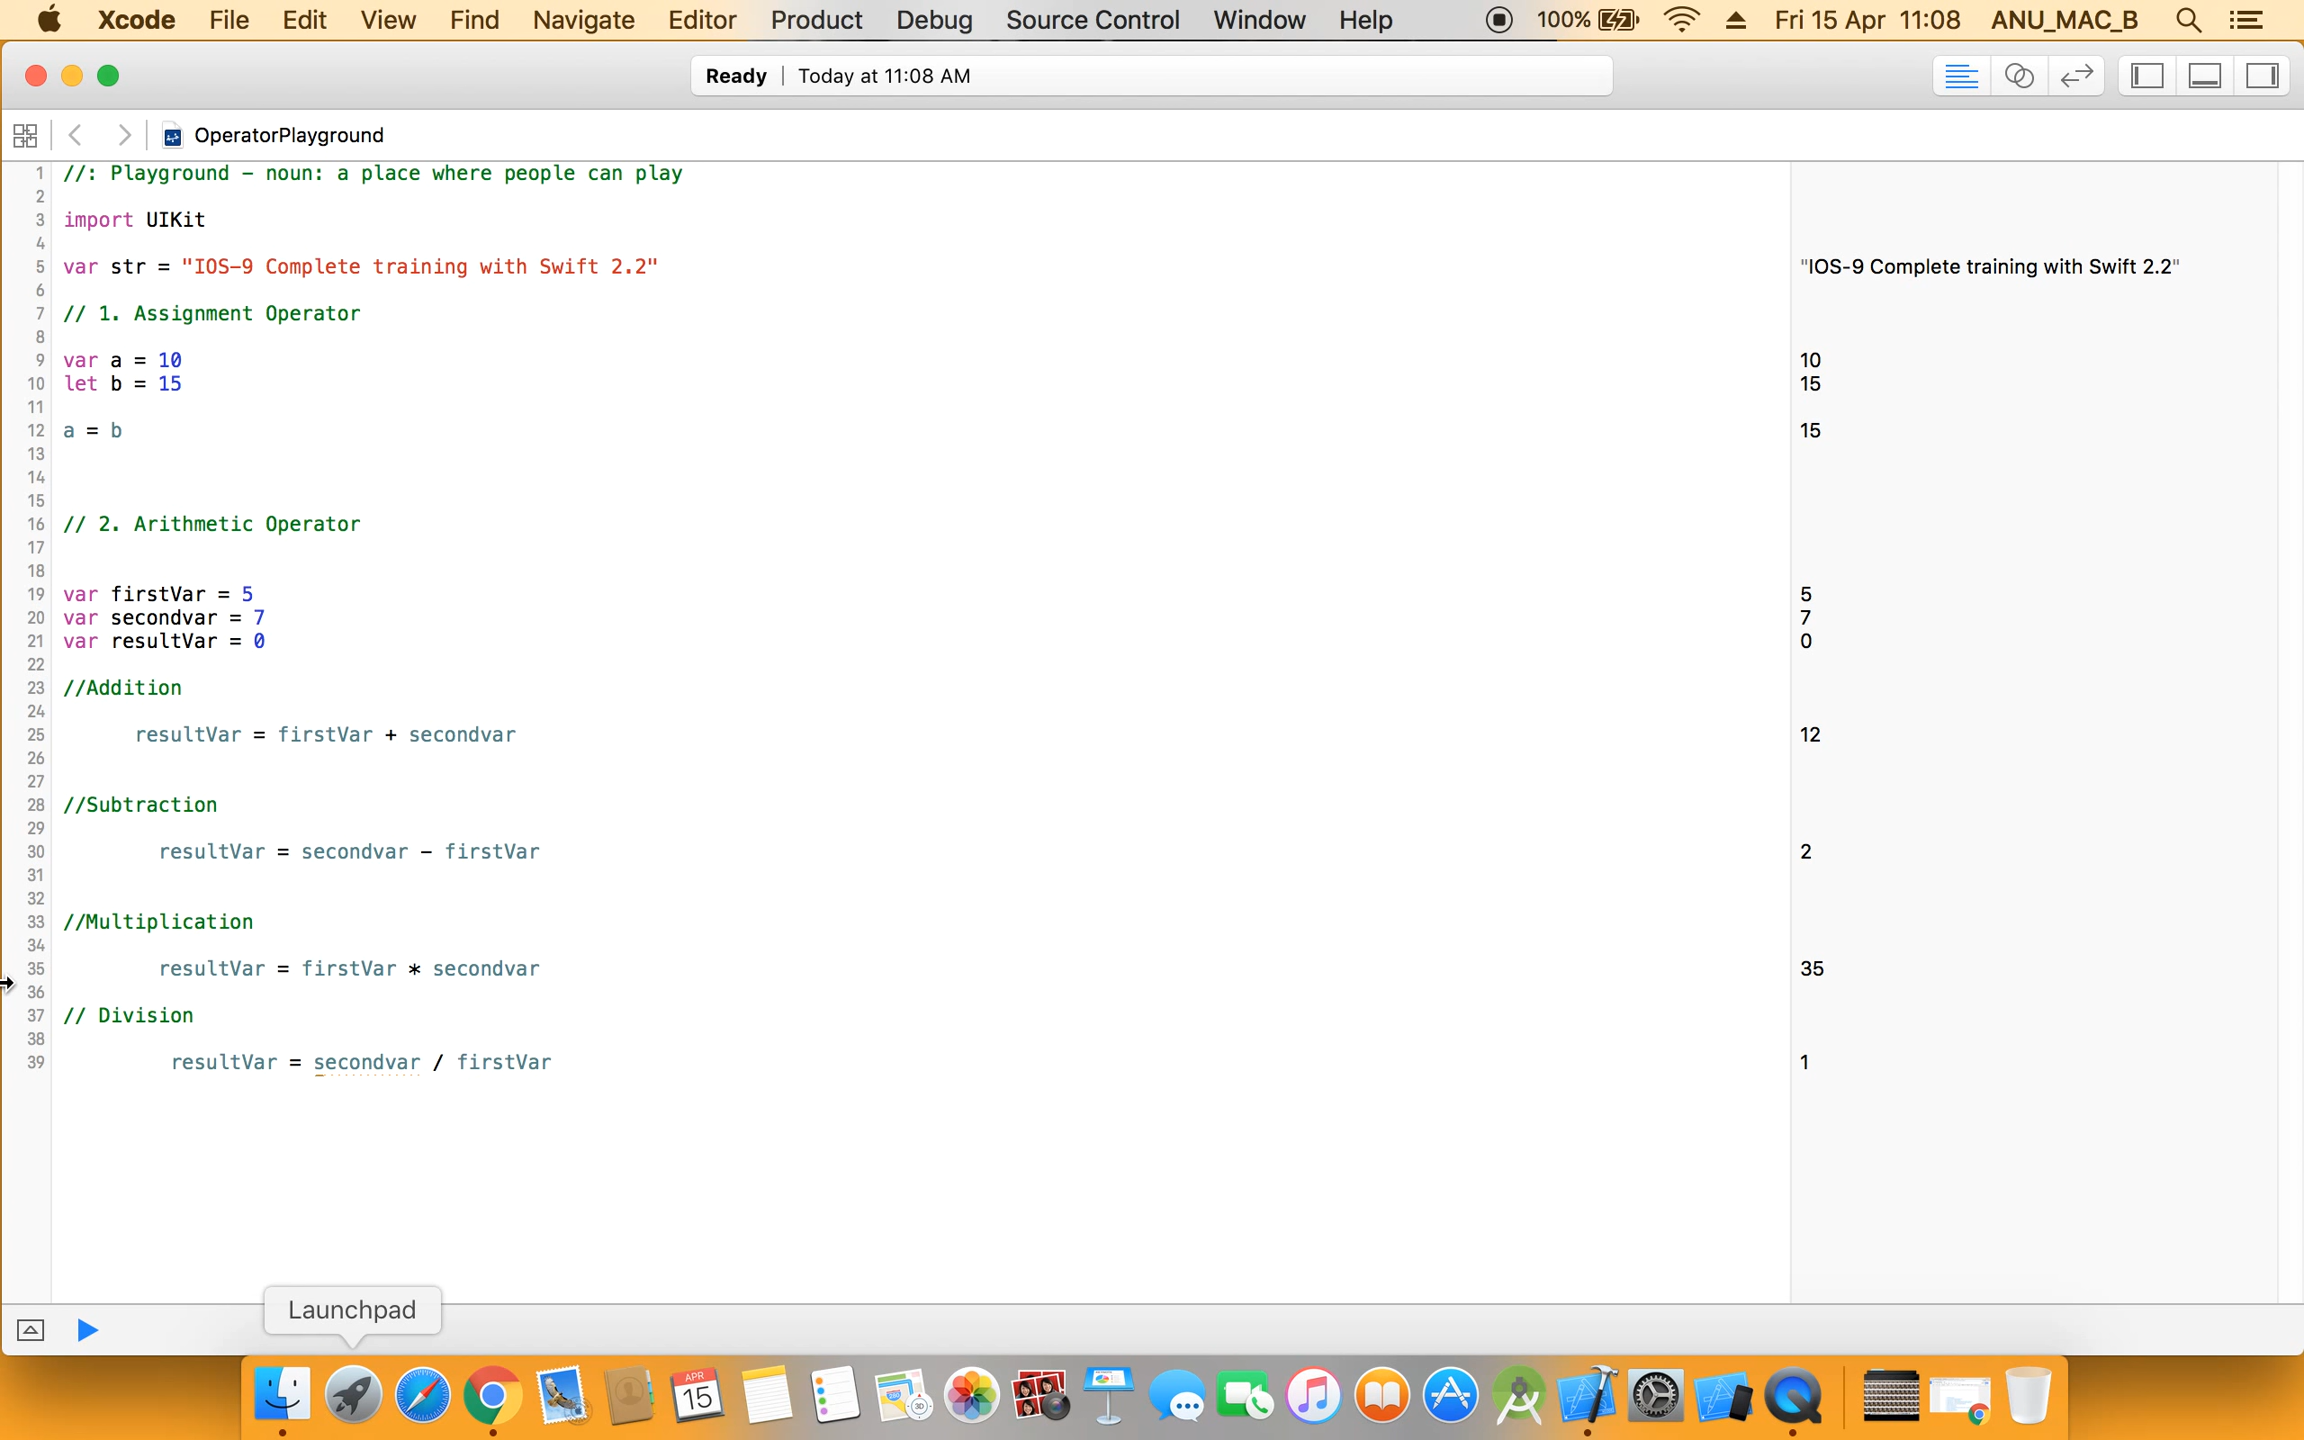 Xcode File Edit View Find Navigate Editor Product Debug Source Control Window Help 100% Fri 15 Apr 11:08 ANU_MAC_B
Ready Today at 11:08 AM
OperatorPlayground
1 //: Playground – noun: a place where people can play
2
3 import UIKit
4
5 var str = "IOS–9 Complete training with Swift 2.2" "IOS-9 Complete training with Swift 2.2"
6
7 // 1. Assignment Operator
8
9 var a = 10 10
10 let b = 15 15
11
12 a = b 15
13
14
15
16 // 2. Arithmetic Operator
17
18
19 var firstVar = 5 5
20 var secondvar = 7 7
21 var resultVar = 0 0
22
23 //Addition
24
25 resultVar = firstVar + secondvar 12
26
27
28 //Subtraction
29
30 resultVar = secondvar – firstVar 2
31
32
33 //Multiplication
34
35 resultVar = firstVar * secondvar 35
36
37 // Division
38
39 resultVar = secondvar / firstVar 1
Launchpad
APR
15